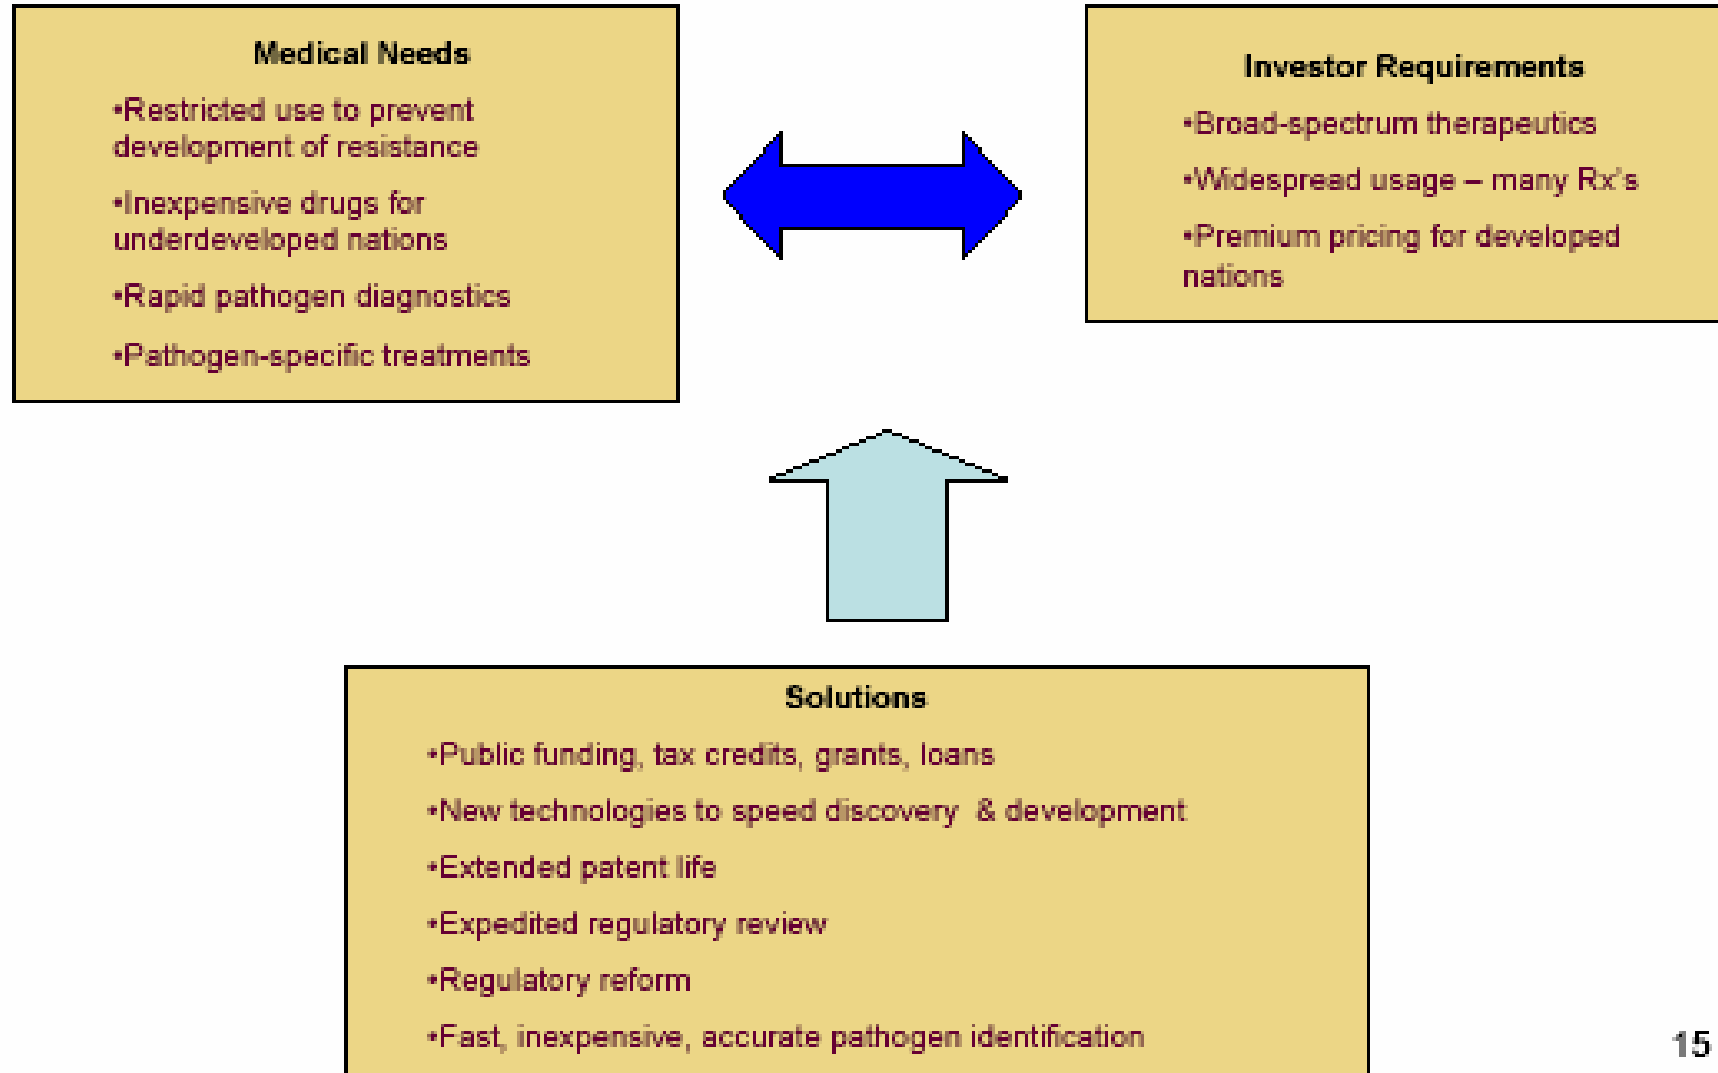 Medical Needs
•Restricted use to prevent
development of resistance
•Inexpensive drugs for
underdeveloped nations
•Rapid pathogen diagnostics
•Pathogen-specific treatments
Investor Requirements
•Broad-spectrum therapeutics
•Widespread usage – many Rx's
•Premium pricing for developed
nations
Solutions
•Public funding, tax credits, grants, loans
•New technologies to speed discovery & development
•Extended patent life
•Expedited regulatory review
•Regulatory reform
•Fast, inexpensive, accurate pathogen identification
15